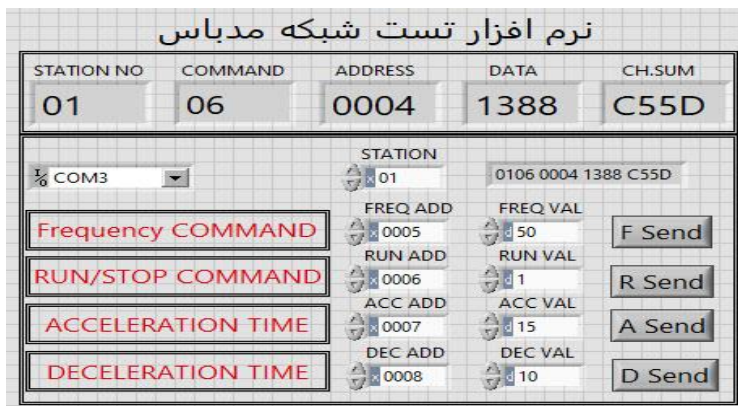 نرم افزار تست شبکه مدباس
STATION NO COMMAND ADDRESS DATA CH.SUM
01 06 0004 1388 C55D
STATION
COM3 x 01 0106 0004 1388 C55D
FREQ ADD FREQ VAL
Frequency COMMAND x 0005 d 50 F Send
RUN ADD RUN VAL
RUN/STOP COMMAND x 0006 d 1 R Send
ACC ADD ACC VAL
ACCELERATION TIME x 0007 d 15 A Send
DEC ADD DEC VAL
DECELERATION TIME x 0008 d 10 D Send